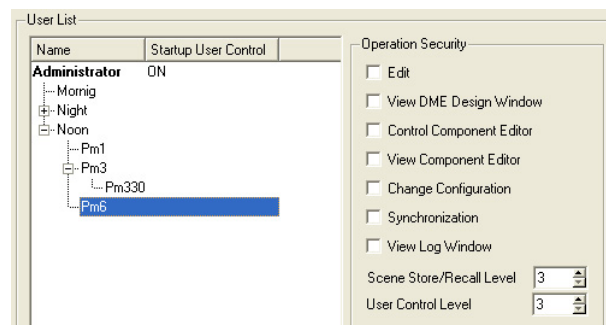 User List
Name Startup User Control
Administrator ON
Mornig
Night
Noon
Pm1
Pm3
Pm330
Pm6
Operation Security
Edit
View DME Design Window
Control Component Editor
View Component Editor
Change Configuration
Synchronization
View Log Window
Scene Store/Recall Level 3
User Control Level 3